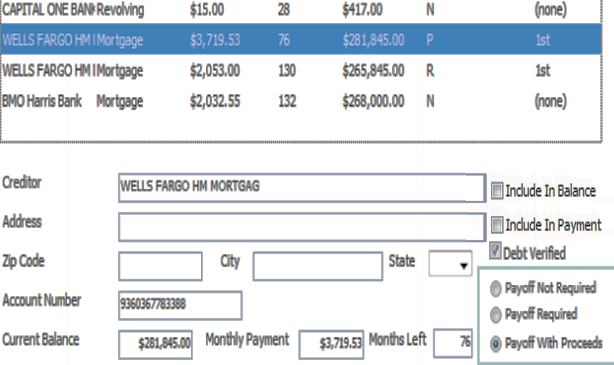 CAPITAL ONE BANK Revolving $15.00 28 $417.00 N (none)
WELLS FARGO HM Mortgage $3,719.53 76 $281,845.00 P 1st
WELLS FARGO HM Mortgage $2,053.00 130 $265,845.00 R 1st
BMO Harris Bank Mortgage $2,032.55 132 $268,000.00 N (none)
Creditor WELLS FARGO HM MORTGAG Include In Balance
Address Include In Payment
Debt Verified
Zip Code City State
Payoff Not Required
Account Number 9360367783388 Payoff Required
Current Balance $281,845.00 Monthly Payment $3,719.53 Months Left 76 Payoff With Proceeds